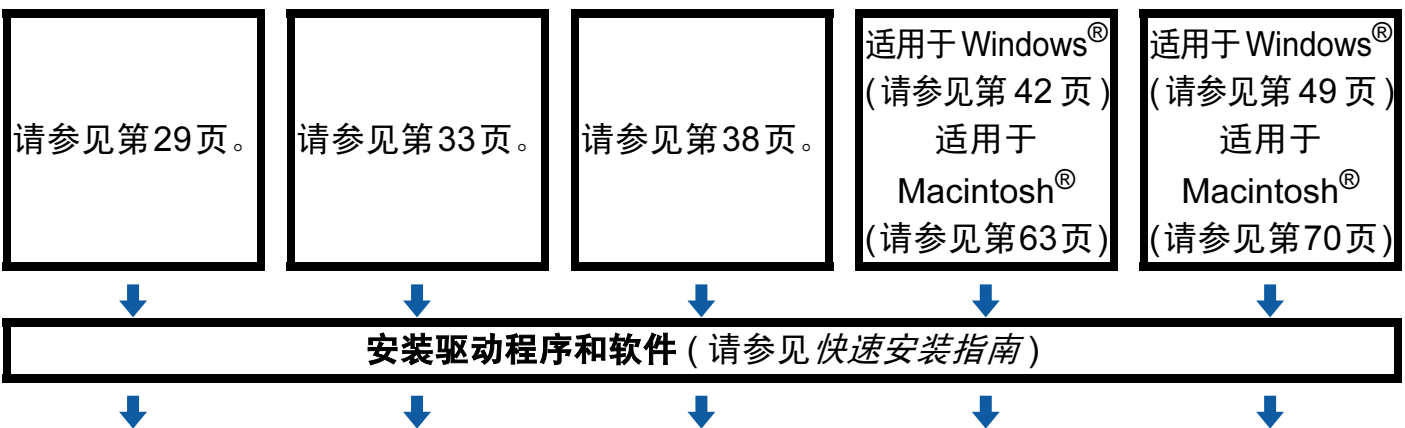 请参见第29页。
请参见第33页。
请参见第38页。
适用于 Windows®
(请参见第 42 页)
适用于
Macintosh®
(请参见第63页)
适用于 Windows®
(请参见第 49 页)
适用于
Macintosh®
(请参见第70页)
安装驱动程序和软件 (请参见快速安装指南)